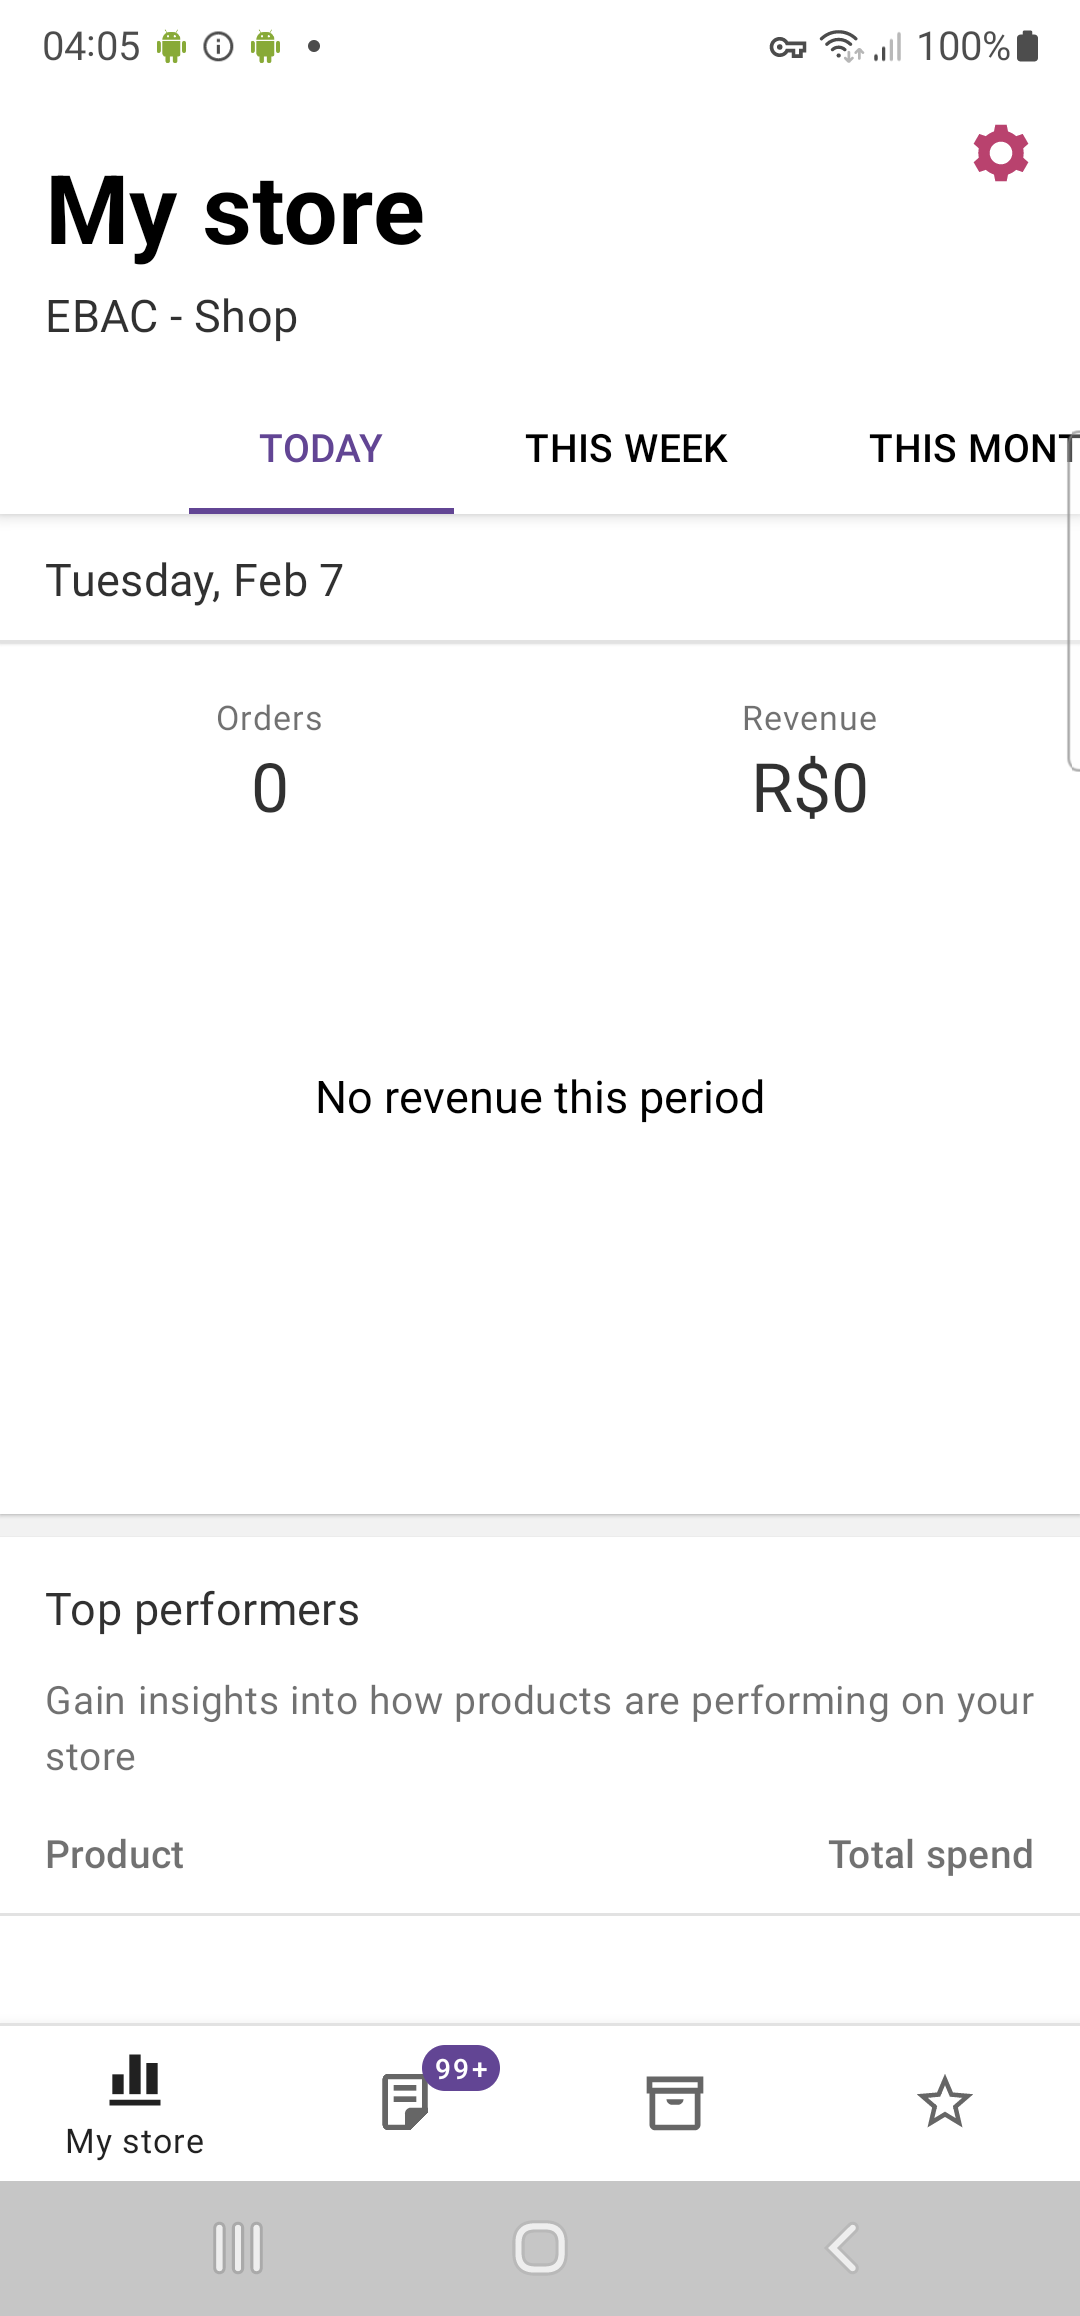 04:05
100%
My store
EBAC - Shop
TODAY
THIS WEEK
THIS MONT
Tuesday, Feb 7
Orders
Revenue
0
R$0
No revenue this period
Top performers
Gain insights into how products are performing on your
store
Product
Total spend
99+
My store